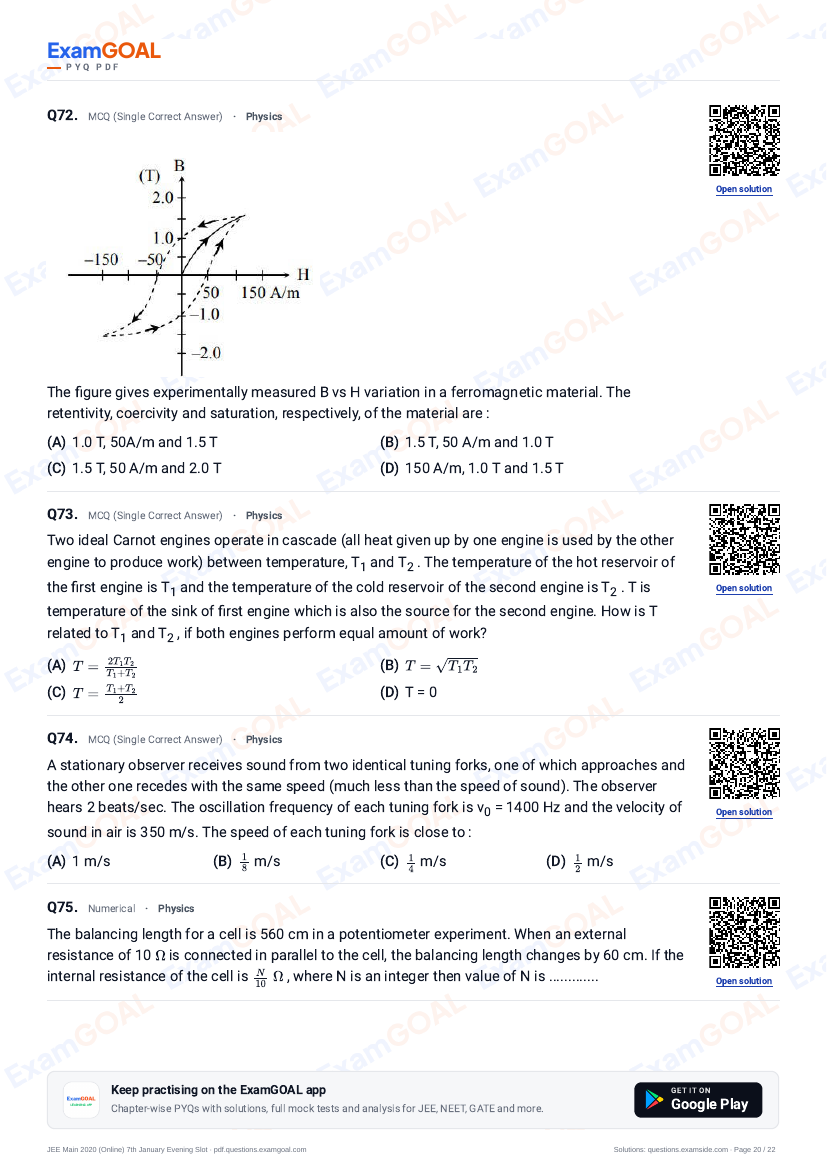 ExamGOAL
PYQ PDF
Q72. MCQ (Single Correct Answer) · Physics
Open solution
B
(T)
2.0
1.0
−150 −50
H
50 150 A/m
−1.0
−2.0
The figure gives experimentally measured B vs H variation in a ferromagnetic material. The
retentivity, coercivity and saturation, respectively, of the material are :
(A) 1.0 T, 50A/m and 1.5 T (B) 1.5 T, 50 A/m and 1.0 T
(C) 1.5 T, 50 A/m and 2.0 T (D) 150 A/m, 1.0 T and 1.5 T
Q73. MCQ (Single Correct Answer) · Physics
Open solution
Two ideal Carnot engines operate in cascade (all heat given up by one engine is used by the other
engine to produce work) between temperature, T₁ and T₂ . The temperature of the hot reservoir of
the first engine is T₁ and the temperature of the cold reservoir of the second engine is T₂ . T is
temperature of the sink of first engine which is also the source for the second engine. How is T
related to T₁ and T₂ , if both engines perform equal amount of work?
(A) T = 2T₁T₂/(T₁+T₂) (B) T = √(T₁T₂)
(C) T = (T₁+T₂)/2 (D) T = 0
Q74. MCQ (Single Correct Answer) · Physics
Open solution
A stationary observer receives sound from two identical tuning forks, one of which approaches and
the other one recedes with the same speed (much less than the speed of sound). The observer
hears 2 beats/sec. The oscillation frequency of each tuning fork is v₀ = 1400 Hz and the velocity of
sound in air is 350 m/s. The speed of each tuning fork is close to :
(A) 1 m/s (B) 1/8 m/s (C) 1/4 m/s (D) 1/2 m/s
Q75. Numerical · Physics
Open solution
The balancing length for a cell is 560 cm in a potentiometer experiment. When an external
resistance of 10 Ω is connected in parallel to the cell, the balancing length changes by 60 cm. If the
internal resistance of the cell is N/10 Ω , where N is an integer then value of N is .............
Keep practising on the ExamGOAL app
Chapter-wise PYQs with solutions, full mock tests and analysis for JEE, NEET, GATE and more.
GET IT ON
Google Play
JEE Main 2020 (Online) 7th January Evening Slot · pdf.questions.examgoal.com
Solutions: questions.examside.com · Page 20 / 22